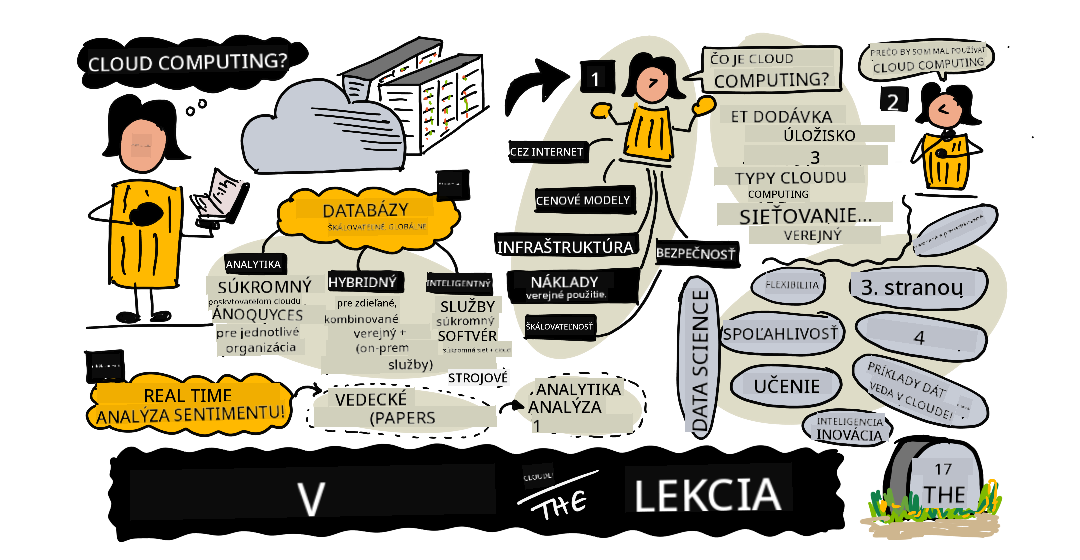 CLOUD COMPUTING?
DATABÁZY
ŠKÁLOVATEĽNÉ GLOBÁLNE
ANALYTIKA
SÚKROMNÝ
poskytovateľom cloudu
ANOQUYCES
pre jednotlivé
organizácia
HYBRIDNÝ
pre zdieľané,
kombinované
verejný +
(on-prem
služby)
INTELIGENTNÝ
SLUŽBY
súkromný
SOFTVÉR
STROJOVÉ
REAL TIME
ANALÝZA SENTIMENTU!
VEDECKÉ
(PAPERS
ANALYTIKA
ANALÝZA
1
1
ČO JE CLOUD
COMPUTING?
CEZ INTERNET
CENOVÉ MODELY
INFRAŠTRUKTÚRA
NÁKLADY
verejné použitie.
ŠKÁLOVATEĽNOSŤ
BEZPEČNOSŤ
ET DODÁVKA
ÚLOŽISKO
3
TYPY CLOUDU
COMPUTING
SIEŤOVANIE...
VEREJNÝ
PREČO BY SOM MAL POUŽÍVAŤ
CLOUD COMPUTING
2
DATA SCIENCE
FLEXIBILITA
3. stranou
SPOĽAHLIVOSŤ
4
UČENIE
PRÍKLADY DÁT
VEDA V CLOUDE!
INTELIGENCIA
INOVÁCIA
V
CLOUDE!
THE
LEKCIA
17
THE